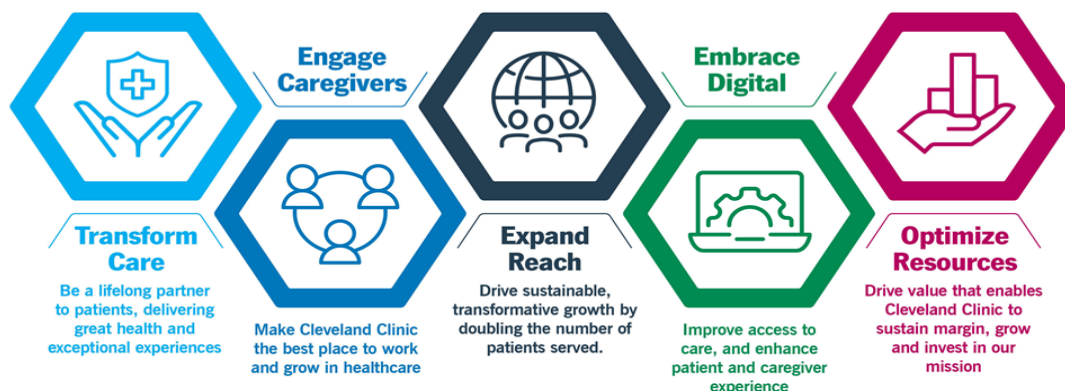 Transform
Care
Be a lifelong partner
to patients, delivering
great health and
exceptional experiences
Engage
Caregivers
Make Cleveland Clinic
the best place to work
and grow in healthcare
Expand
Reach
Drive sustainable,
transformative growth by
doubling the number of
patients served.
Embrace
Digital
Improve access to
care, and enhance
patient and caregiver
experience
Optimize
Resources
Drive value that enables
Cleveland Clinic to
sustain margin, grow
and invest in our
mission